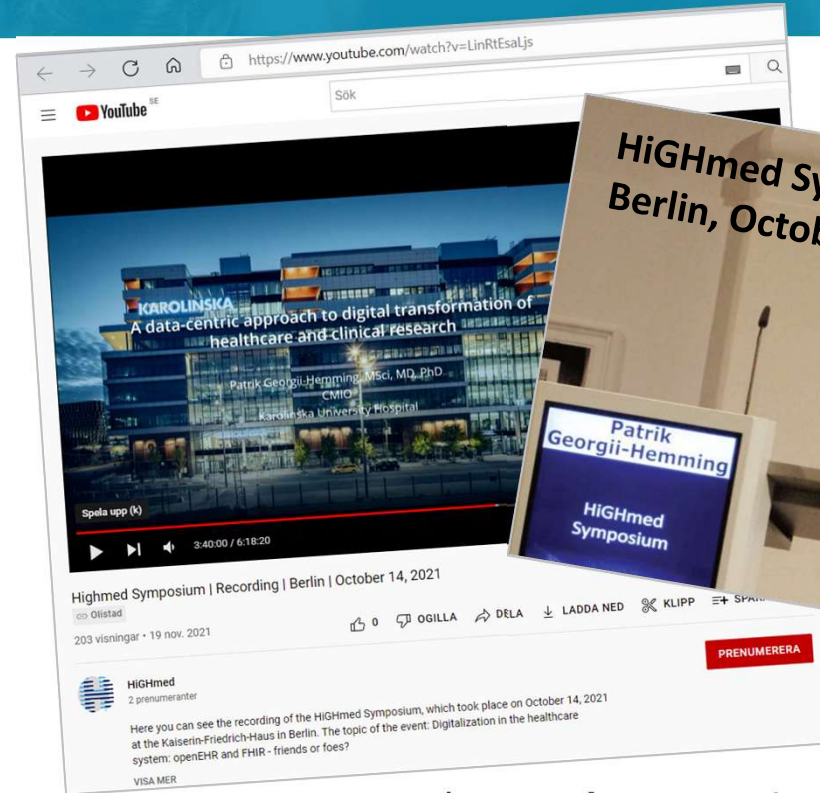 https://www.youtube.com/watch?v=LinRtEsaLjs
YouTube SE
Sök
KAROLINSKA
A data-centric approach to digital transformation of
healthcare and clinical research
Patrik Georgii-Hemming, MSci, MD, PhD
CMIO
Karolinska University Hospital
Spela upp (k)
3:40:00 / 6:18:20
Highmed Symposium | Recording | Berlin | October 14, 2021
Olistad
203 visningar • 19 nov. 2021
0 OGILLA DELA LADDA NED KLIPP
HiGHmed
2 prenumeranter
PRENUMERERA
Here you can see the recording of the HiGHmed Symposium, which took place on October 14, 2021
at the Kaiserin-Friedrich-Haus in Berlin. The topic of the event: Digitalization in the healthcare
system: openEHR and FHIR - friends or foes?
VISA MER
HiGHmed
Berlin,
Patrik
Georgii-Hemming
HiGHmed
Symposium